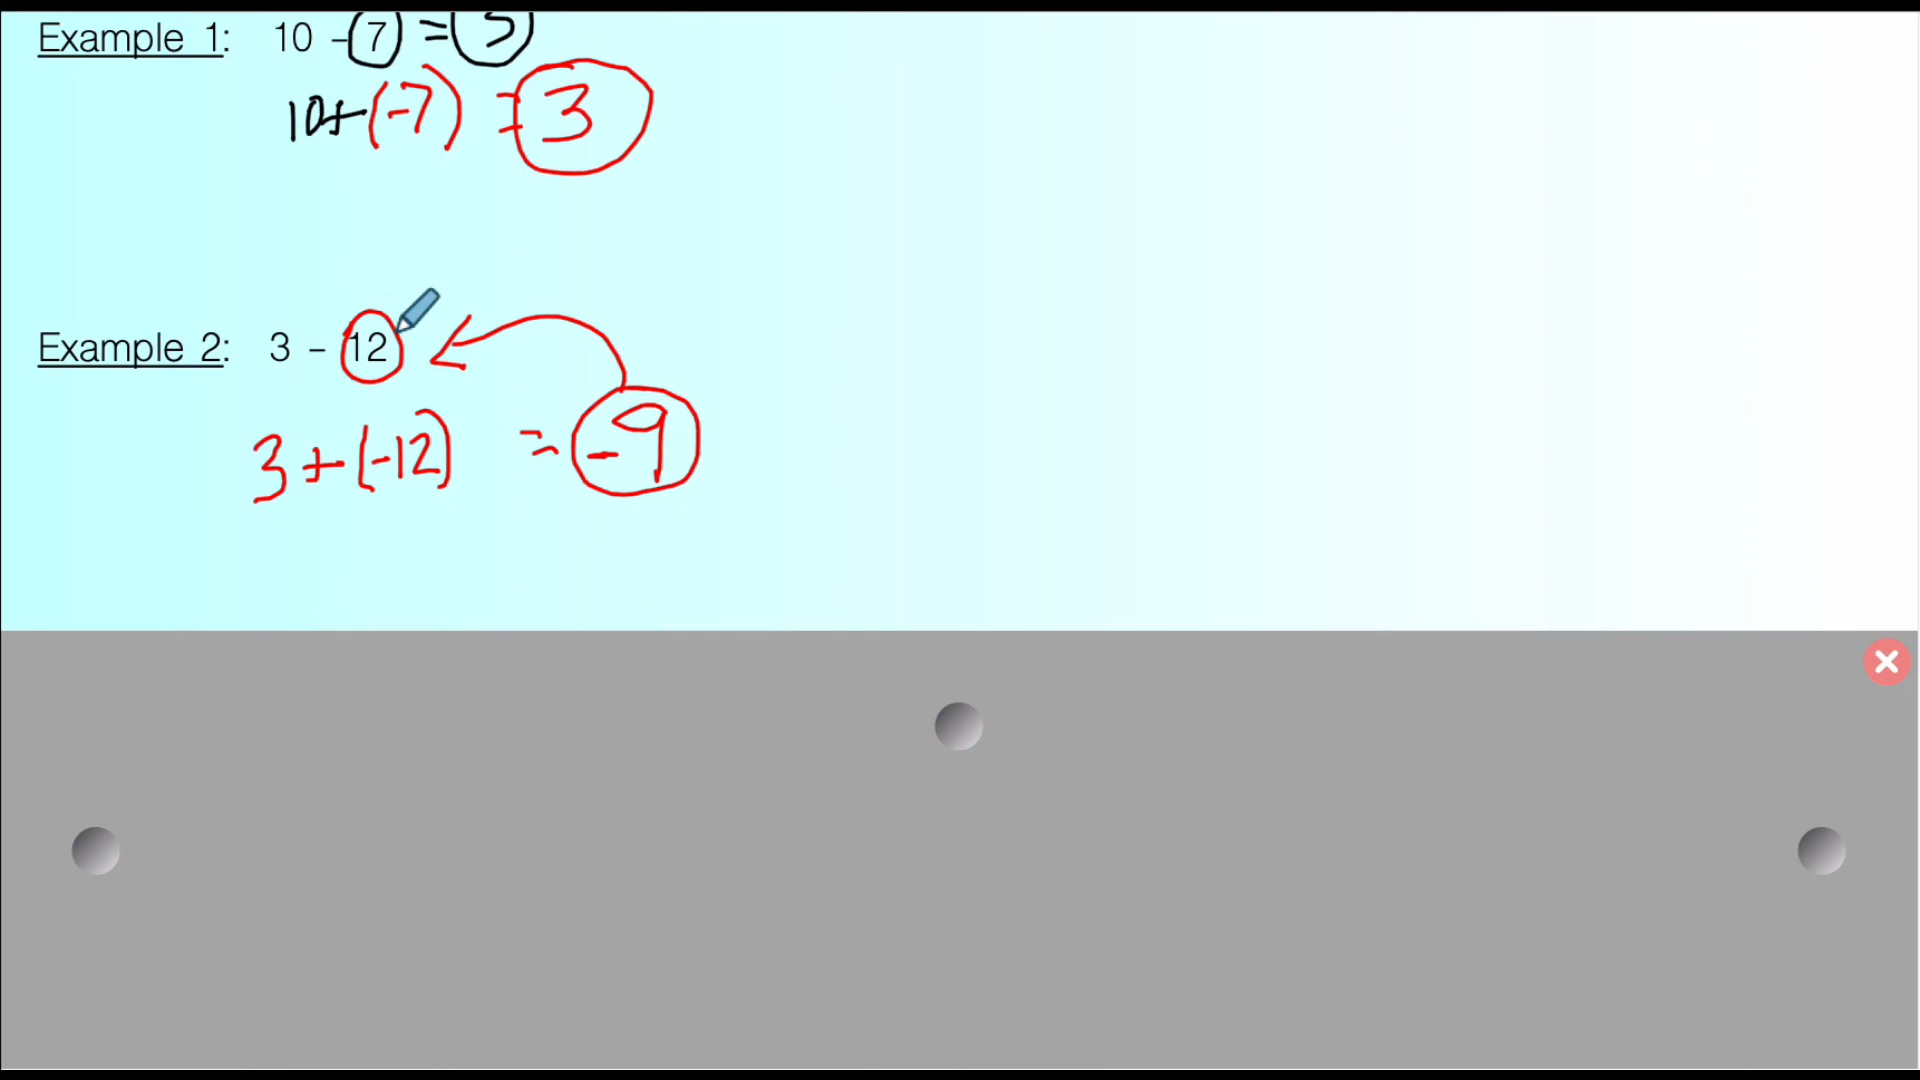 Example 1: 10 - 7 = 3
10+(-7) = 3
Example 2: 3 - 12
3+(-12) = -9